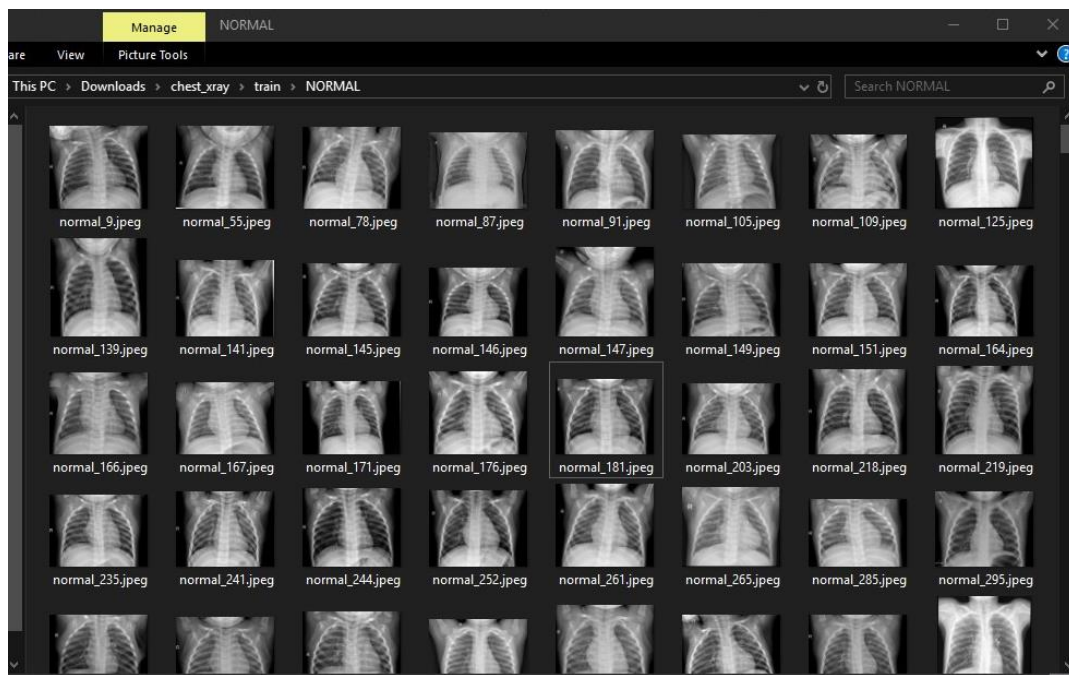 Manage NORMAL
are View Picture Tools
This PC > Downloads > chest_xray > train > NORMAL Search NORMAL
normal_9.jpeg normal_55.jpeg normal_78.jpeg normal_87.jpeg normal_91.jpeg normal_105.jpeg normal_109.jpeg normal_125.jpeg
normal_139.jpeg normal_141.jpeg normal_145.jpeg normal_146.jpeg normal_147.jpeg normal_149.jpeg normal_151.jpeg normal_164.jpeg
normal_166.jpeg normal_167.jpeg normal_171.jpeg normal_176.jpeg normal_181.jpeg normal_203.jpeg normal_218.jpeg normal_219.jpeg
normal_235.jpeg normal_241.jpeg normal_244.jpeg normal_252.jpeg normal_261.jpeg normal_265.jpeg normal_285.jpeg normal_295.jpeg